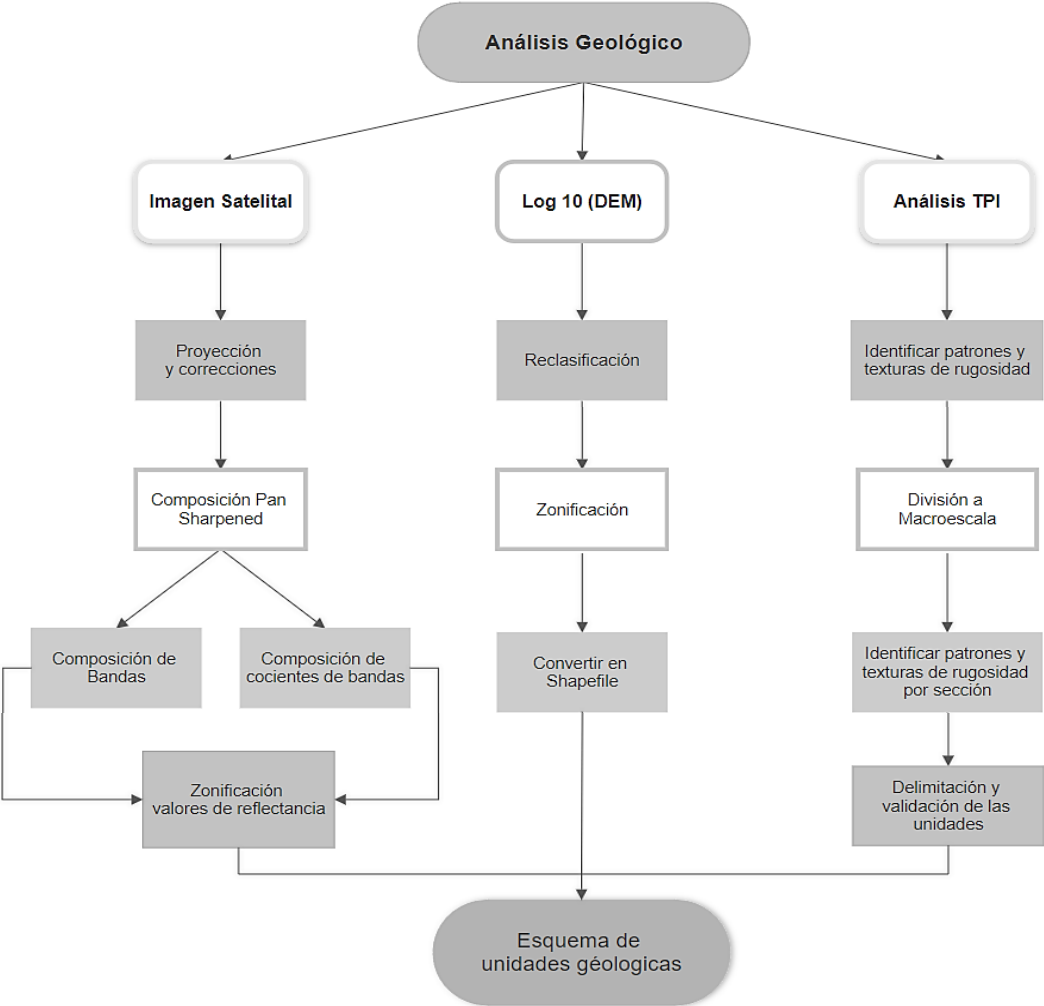 Análisis Geológico
Imagen Satelital
Log 10 (DEM)
Análisis TPI
Proyección
y correcciones
Reclasificación
Identificar patrones y
texturas de rugosidad
Composición Pan
Sharpened
Zonificación
División a
Macroescala
Composición de
Bandas
Composición de
cocientes de bandas
Convertir en
Shapefile
Identificar patrones y
texturas de rugosidad
por sección
Zonificación
valores de reflectancia
Delimitación y
validación de las
unidades
Esquema de
unidades géologicas